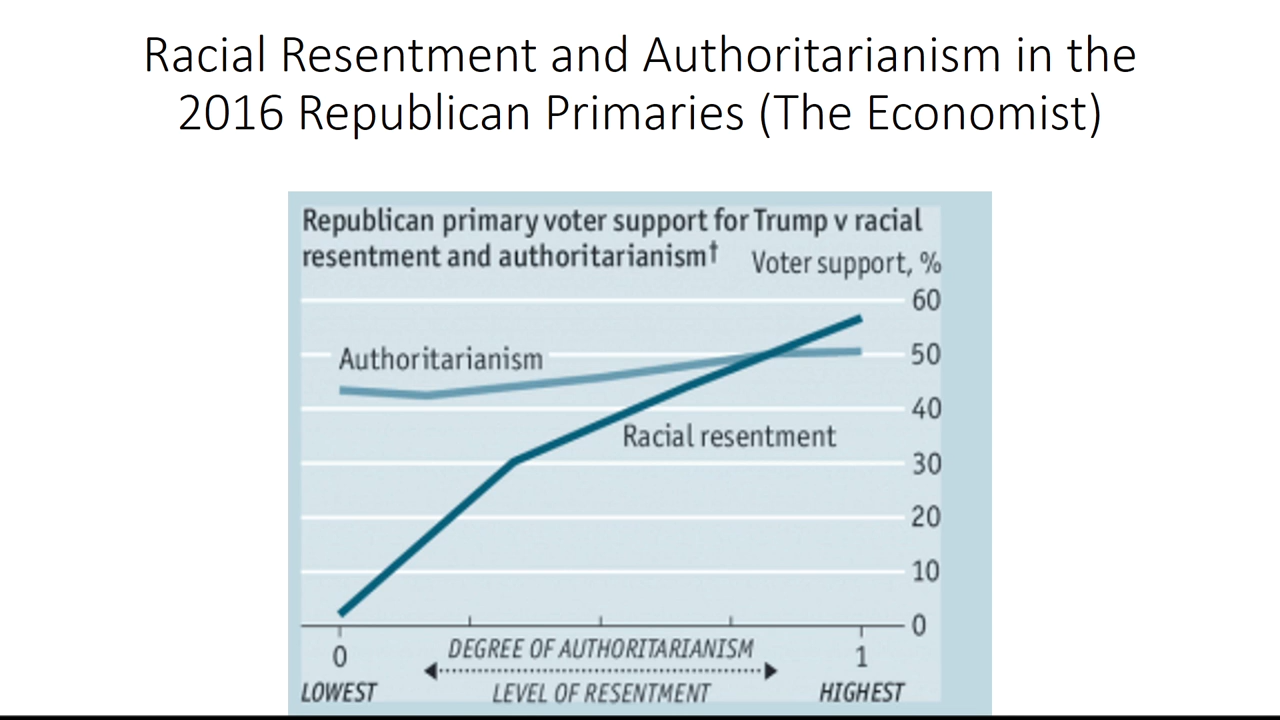 Racial Resentment and Authoritarianism in the
2016 Republican Primaries (The Economist)
Republican primary voter support for Trump v racial
resentment and authoritarianism†
Voter support, %
60
Authoritarianism
50
40
Racial resentment
30
20
10
0
0
DEGREE OF AUTHORITARIANISM
1
LOWEST
LEVEL OF RESENTMENT
HIGHEST